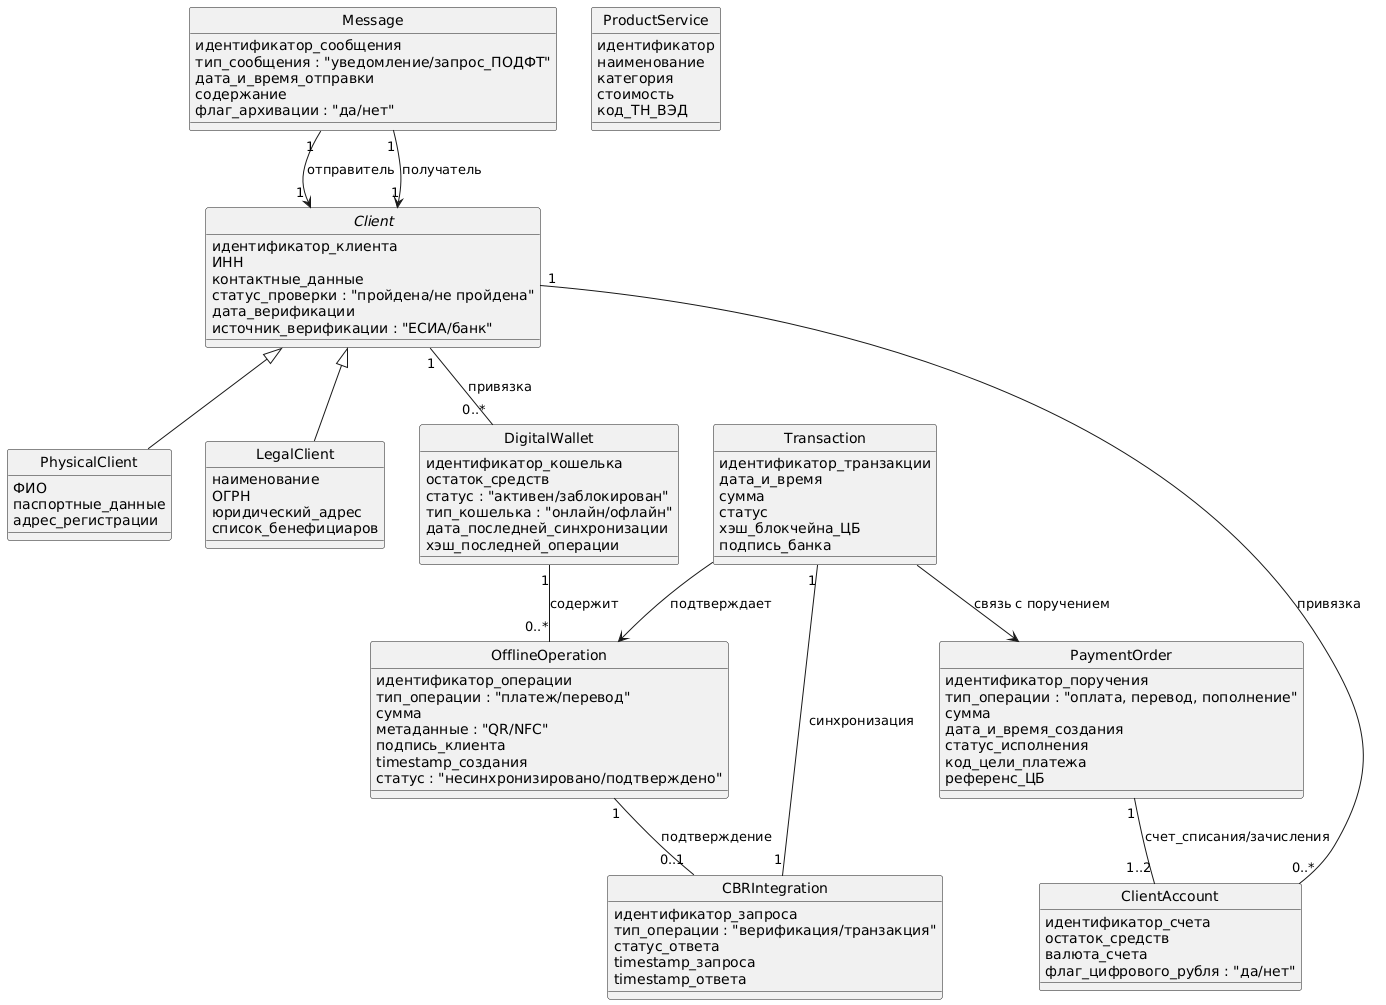 Message
идентификатор_сообщения
тип_сообщения : "уведомление/запрос_ПОДФТ"
дата_и_время_отправки
содержание
флаг_архивации : "да/нет"
ProductService
идентификатор
наименование
категория
стоимость
код_ТН_ВЭД
1
1
отправитель
получатель
1
1
Client
идентификатор_клиента
ИНН
контактные_данные
статус_проверки : "пройдена/не пройдена"
дата_верификации
источник_верификации : "ЕСИА/банк"
1
1
привязка
0..*
PhysicalClient
ФИО
паспортные_данные
адрес_регистрации
LegalClient
наименование
ОГРН
юридический_адрес
список_бенефициаров
DigitalWallet
идентификатор_кошелька
остаток_средств
статус : "активен/заблокирован"
тип_кошелька : "онлайн/офлайн"
дата_последней_синхронизации
хэш_последней_операции
Transaction
идентификатор_транзакции
дата_и_время
сумма
статус
хэш_блокчейна_ЦБ
подпись_банка
1
1
содержит
подтверждает
связь с поручением
привязка
0..*
OfflineOperation
идентификатор_операции
тип_операции : "платеж/перевод"
сумма
метаданные : "QR/NFC"
подпись_клиента
timestamp_создания
статус : "несинхронизировано/подтверждено"
синхронизация
PaymentOrder
идентификатор_поручения
тип_операции : "оплата, перевод, пополнение"
сумма
дата_и_время_создания
статус_исполнения
код_цели_платежа
референс_ЦБ
1
1
подтверждение
счет_списания/зачисления
0..1
1
1..2
0..*
CBRIntegration
идентификатор_запроса
тип_операции : "верификация/транзакция"
статус_ответа
timestamp_запроса
timestamp_ответа
ClientAccount
идентификатор_счета
остаток_средств
валюта_счета
флаг_цифрового_рубля : "да/нет"